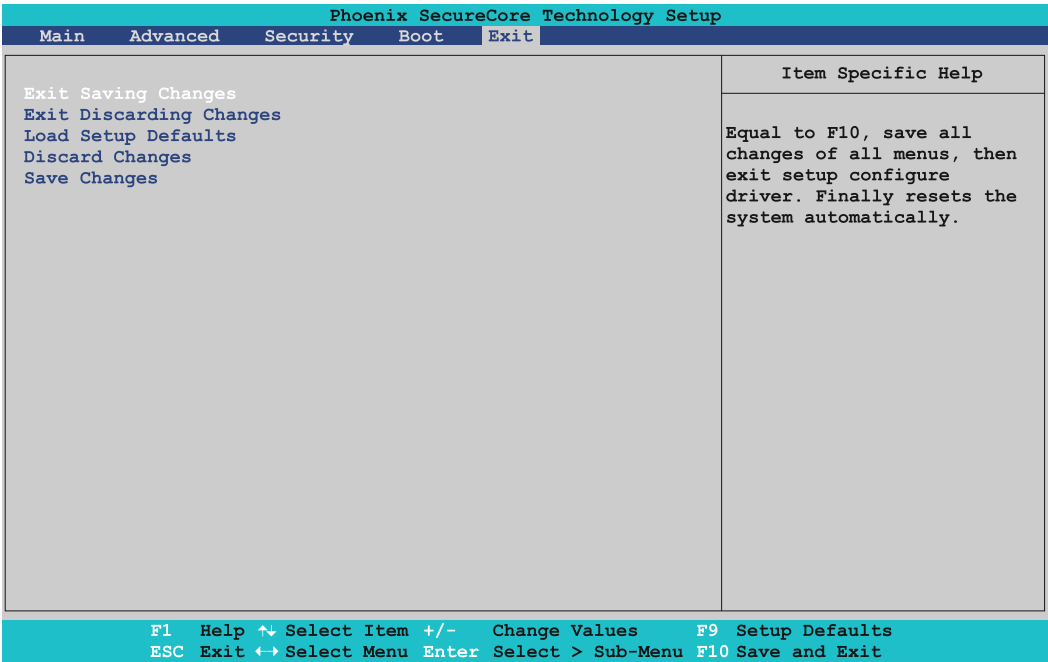 Phoenix SecureCore Technology Setup
Main Advanced Security Boot Exit
Exit Saving Changes
Exit Discarding Changes
Load Setup Defaults
Discard Changes
Save Changes
Item Specific Help
Equal to F10, save all
changes of all menus, then
exit setup configure
driver. Finally resets the
system automatically.
F1 Help ↑↓ Select Item +/- Change Values F9 Setup Defaults
ESC Exit ↔ Select Menu Enter Select > Sub-Menu F10 Save and Exit